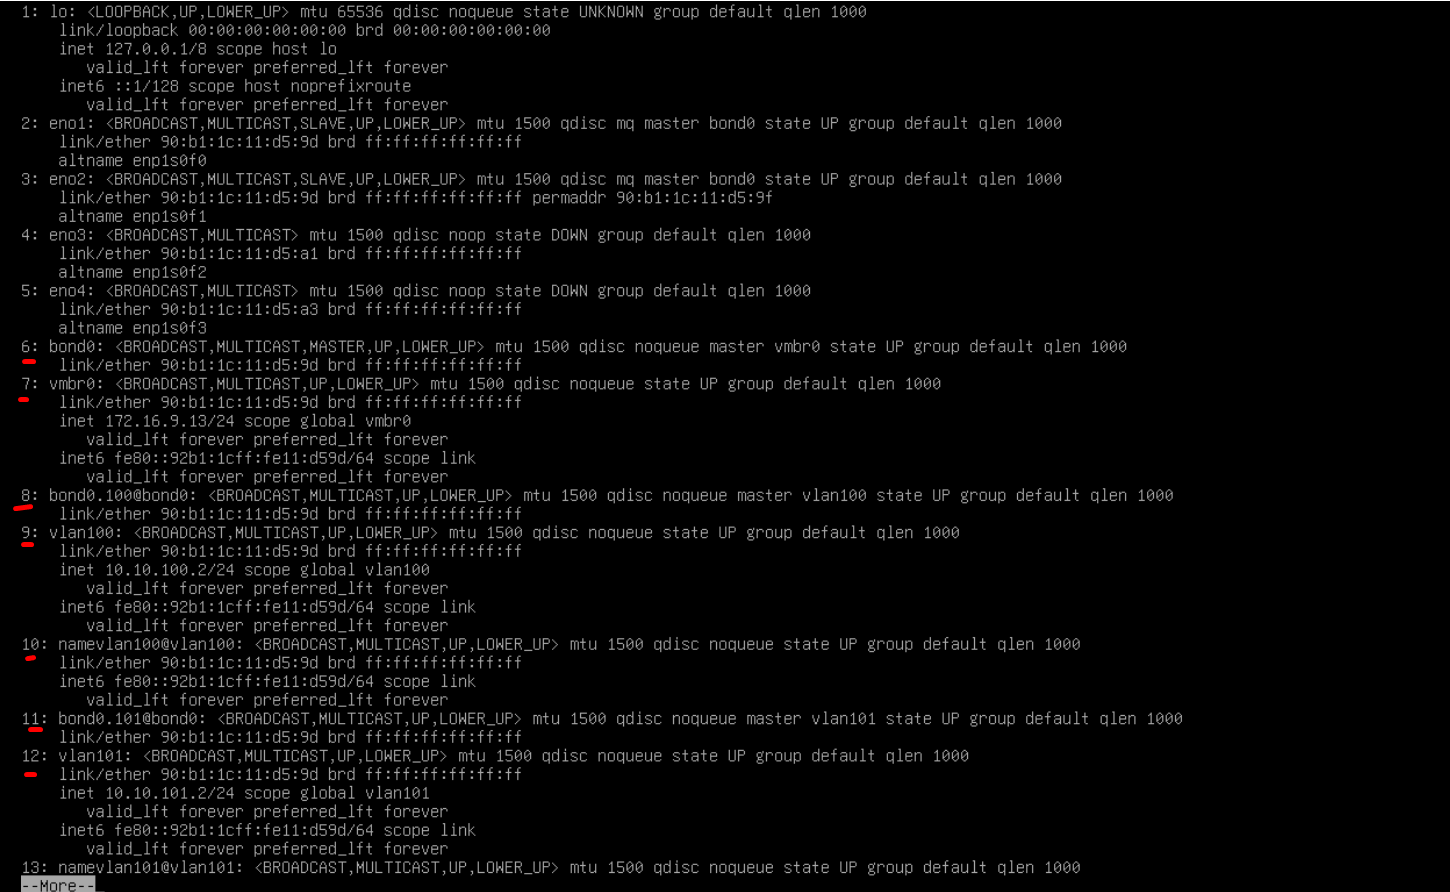 1: lo: <LOOPBACK,UP,LOWER_UP> mtu 65536 qdisc noqueue state UNKNOWN group default qlen 1000
link/loopback 00:00:00:00:00:00 brd 00:00:00:00:00:00
inet 127.0.0.1/8 scope host lo
valid_lft forever preferred_lft forever
inet6 ::1/128 scope host noprefixroute
valid_lft forever preferred_lft forever
2: eno1: <BROADCAST,MULTICAST,SLAVE,UP,LOWER_UP> mtu 1500 qdisc mq master bond0 state UP group default qlen 1000
link/ether 90:b1:1c:11:d5:9d brd ff:ff:ff:ff:ff:ff
altname enp1s0f0
3: eno2: <BROADCAST,MULTICAST,SLAVE,UP,LOWER_UP> mtu 1500 qdisc mq master bond0 state UP group default qlen 1000
link/ether 90:b1:1c:11:d5:9d brd ff:ff:ff:ff:ff:ff permaddr 90:b1:1c:11:d5:9f
altname enp1s0f1
4: eno3: <BROADCAST,MULTICAST> mtu 1500 qdisc noop state DOWN group default qlen 1000
link/ether 90:b1:1c:11:d5:a1 brd ff:ff:ff:ff:ff:ff
altname enp1s0f2
5: eno4: <BROADCAST,MULTICAST> mtu 1500 qdisc noop state DOWN group default qlen 1000
link/ether 90:b1:1c:11:d5:a3 brd ff:ff:ff:ff:ff:ff
altname enp1s0f3
6: bond0: <BROADCAST,MULTICAST,MASTER,UP,LOWER_UP> mtu 1500 qdisc noqueue master vmbr0 state UP group default qlen 1000
link/ether 90:b1:1c:11:d5:9d brd ff:ff:ff:ff:ff:ff
7: vmbr0: <BROADCAST,MULTICAST,UP,LOWER_UP> mtu 1500 qdisc noqueue state UP group default qlen 1000
link/ether 90:b1:1c:11:d5:9d brd ff:ff:ff:ff:ff:ff
inet 172.16.9.13/24 scope global vmbr0
valid_lft forever preferred_lft forever
inet6 fe80::92b1:1cff:fe11:d59d/64 scope link
valid_lft forever preferred_lft forever
8: bond0.100@bond0: <BROADCAST,MULTICAST,UP,LOWER_UP> mtu 1500 qdisc noqueue master vlan100 state UP group default qlen 1000
link/ether 90:b1:1c:11:d5:9d brd ff:ff:ff:ff:ff:ff
9: vlan100: <BROADCAST,MULTICAST,UP,LOWER_UP> mtu 1500 qdisc noqueue state UP group default qlen 1000
link/ether 90:b1:1c:11:d5:9d brd ff:ff:ff:ff:ff:ff
inet 10.10.100.2/24 scope global vlan100
valid_lft forever preferred_lft forever
inet6 fe80::92b1:1cff:fe11:d59d/64 scope link
valid_lft forever preferred_lft forever
10: namevlan100@vlan100: <BROADCAST,MULTICAST,UP,LOWER_UP> mtu 1500 qdisc noqueue state UP group default qlen 1000
link/ether 90:b1:1c:11:d5:9d brd ff:ff:ff:ff:ff:ff
inet6 fe80::92b1:1cff:fe11:d59d/64 scope link
valid_lft forever preferred_lft forever
11: bond0.101@bond0: <BROADCAST,MULTICAST,UP,LOWER_UP> mtu 1500 qdisc noqueue master vlan101 state UP group default qlen 1000
link/ether 90:b1:1c:11:d5:9d brd ff:ff:ff:ff:ff:ff
12: vlan101: <BROADCAST,MULTICAST,UP,LOWER_UP> mtu 1500 qdisc noqueue state UP group default qlen 1000
link/ether 90:b1:1c:11:d5:9d brd ff:ff:ff:ff:ff:ff
inet 10.10.101.2/24 scope global vlan101
valid_lft forever preferred_lft forever
inet6 fe80::92b1:1cff:fe11:d59d/64 scope link
valid_lft forever preferred_lft forever
13: namevlan101@vlan101: <BROADCAST,MULTICAST,UP,LOWER_UP> mtu 1500 qdisc noqueue state UP group default qlen 1000
--More--